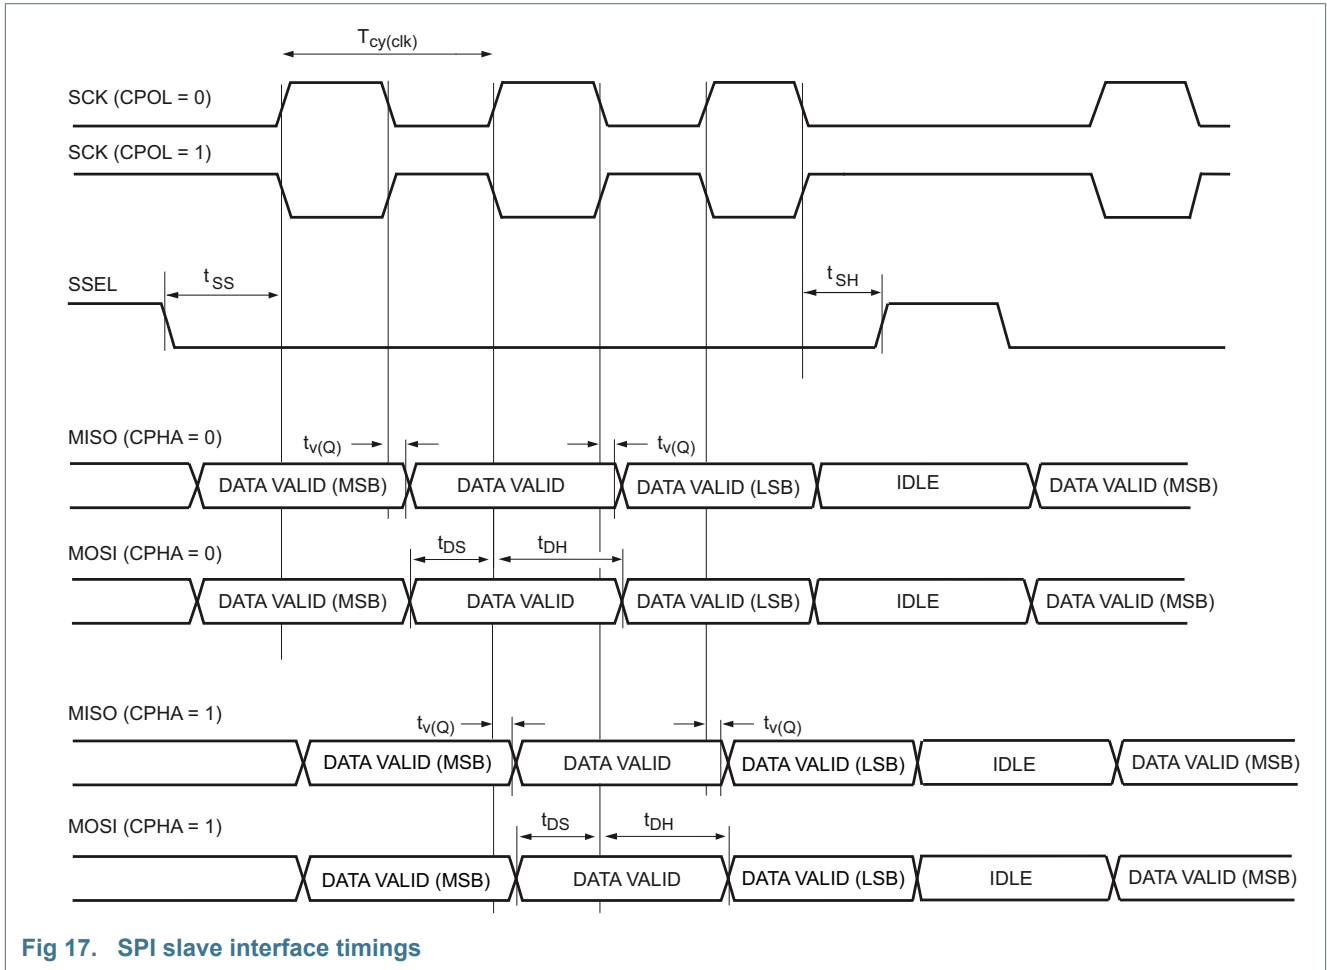 Tcy(clk)
SCK (CPOL = 0)
SCK (CPOL = 1)
SSEL
tSS
tSH
MISO (CPHA = 0)
tv(Q)
tv(Q)
DATA VALID (MSB) DATA VALID DATA VALID (LSB) IDLE DATA VALID (MSB)
MOSI (CPHA = 0)
tDS
tDH
DATA VALID (MSB) DATA VALID DATA VALID (LSB) IDLE DATA VALID (MSB)
MISO (CPHA = 1)
tv(Q)
tv(Q)
DATA VALID (MSB) DATA VALID DATA VALID (LSB) IDLE DATA VALID (MSB)
MOSI (CPHA = 1)
tDS
tDH
DATA VALID (MSB) DATA VALID DATA VALID (LSB) IDLE DATA VALID (MSB)
Fig 17. SPI slave interface timings